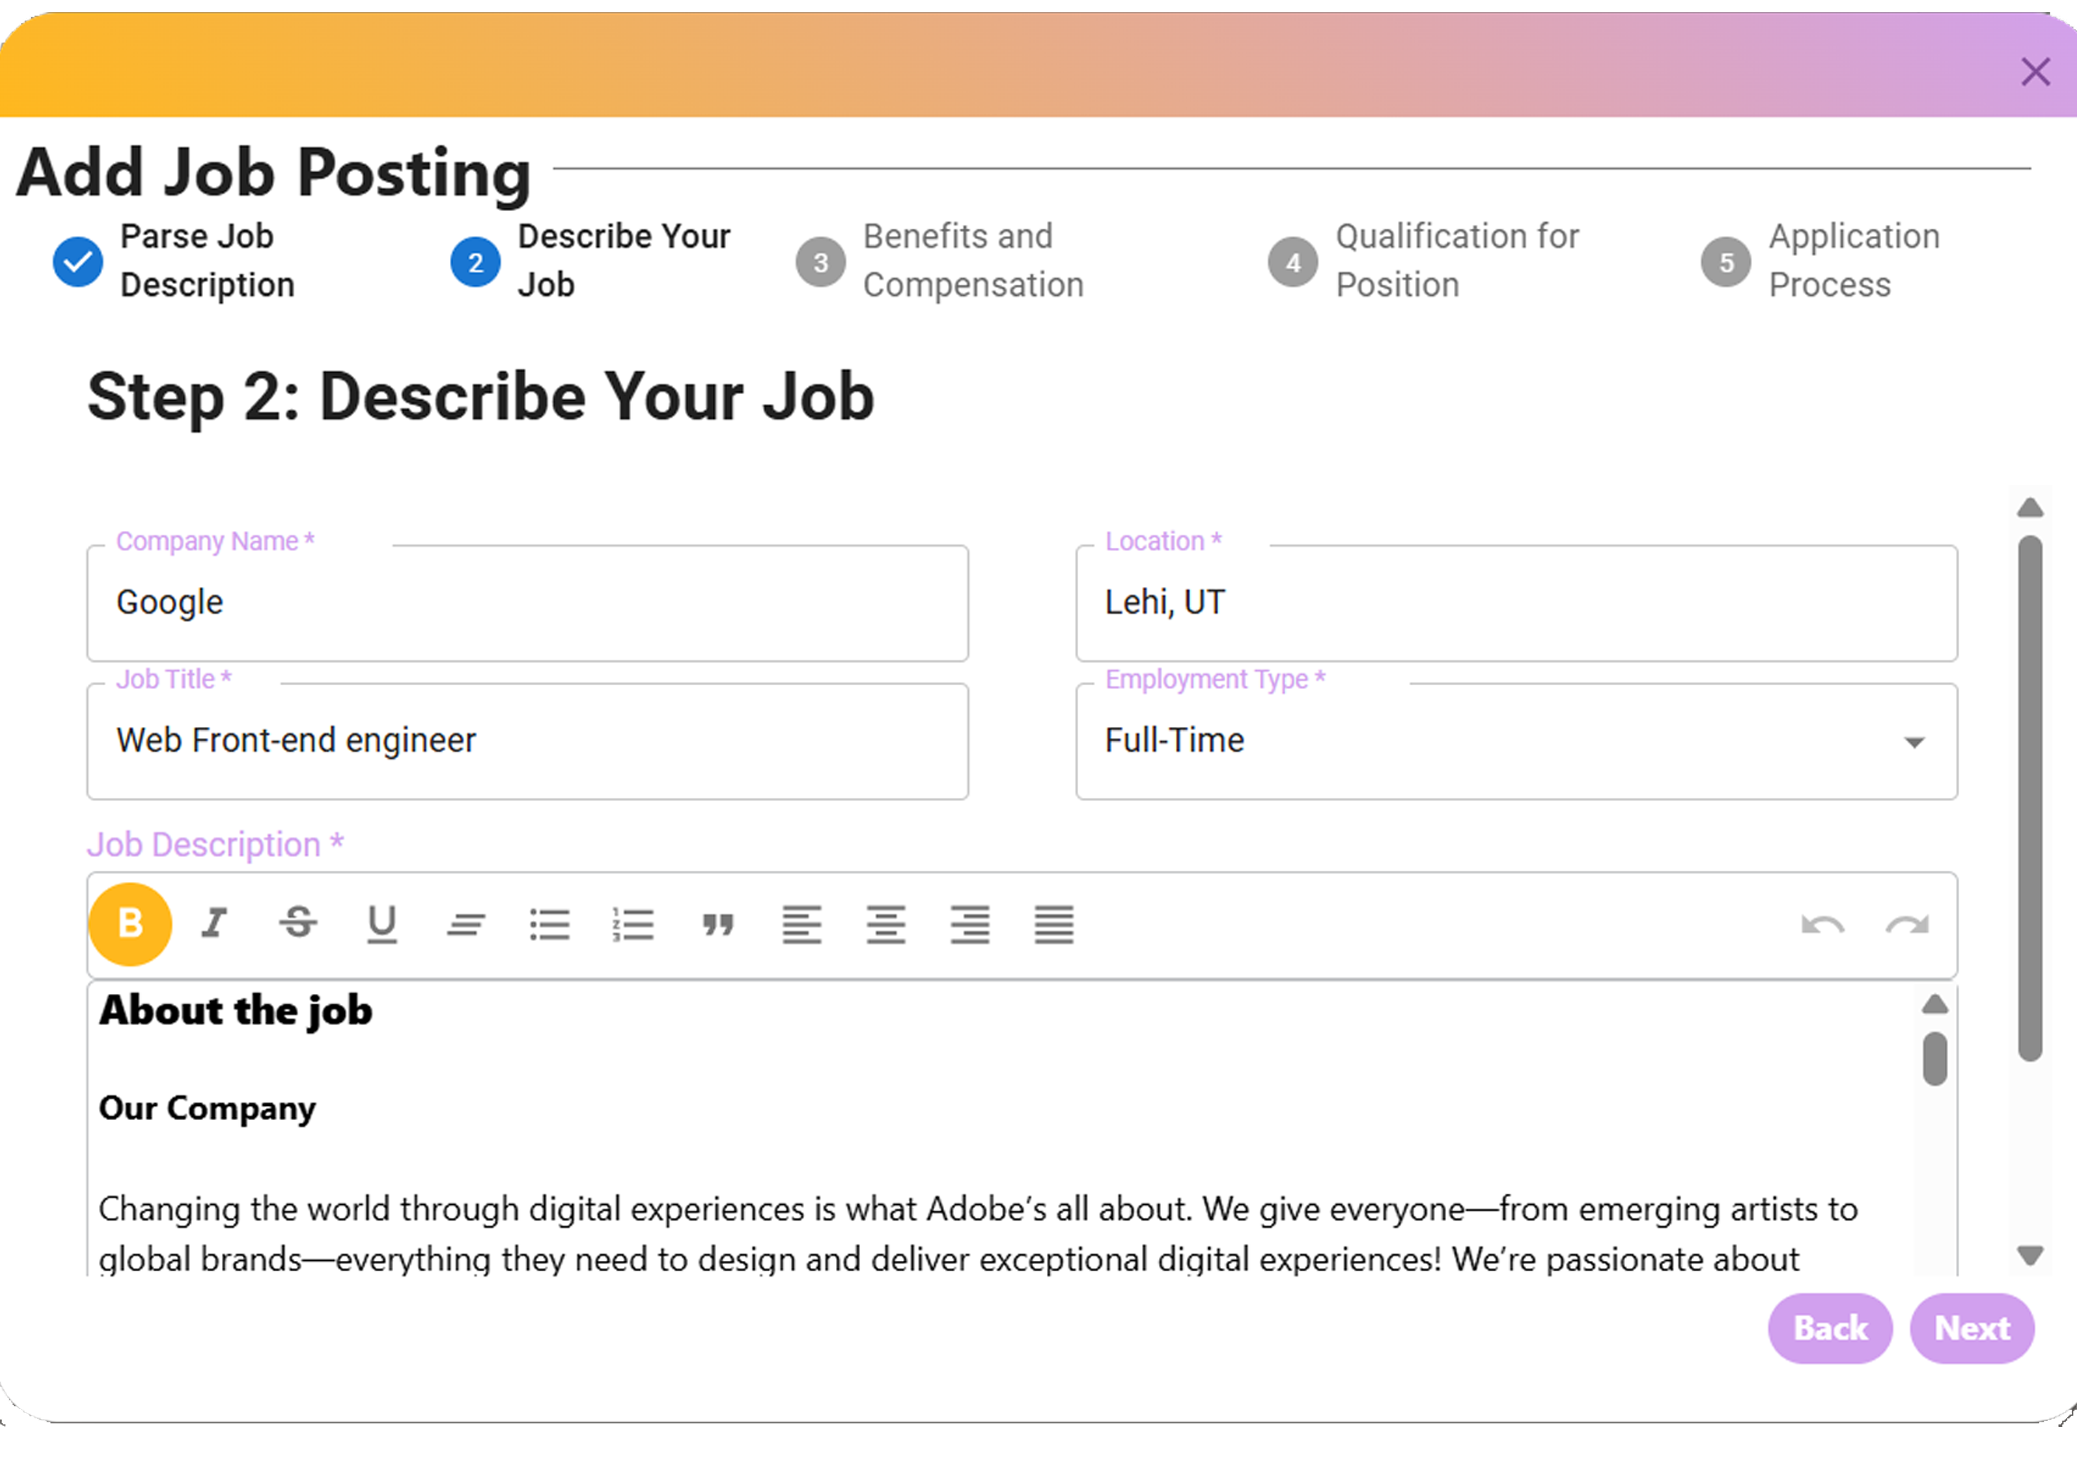 Add Job Posting
Parse Job
Description
2
Describe Your
Job
3
Benefits and
Compensation
4
Qualification for
Position
5
Application
Process
Step 2: Describe Your Job
Company Name *
Google
Location *
Lehi, UT
Job Title *
Web Front-end engineer
Employment Type *
Full-Time
Job Description *
About the job
Our Company
Changing the world through digital experiences is what Adobe’s all about. We give everyone—from emerging artists to
global brands—everything they need to design and deliver exceptional digital experiences! We’re passionate about
Back Next